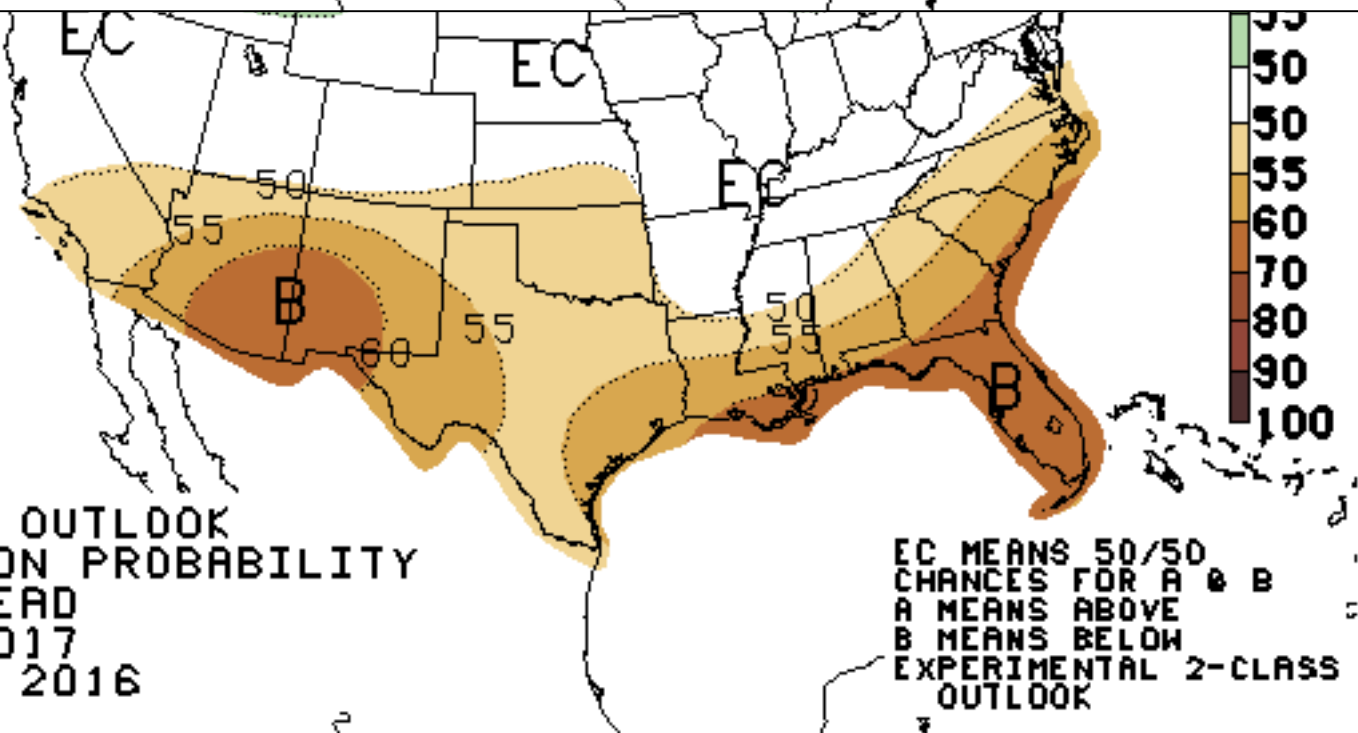 EC
EC
EC
50
55
B
60
55
50
55
B
50
50
55
60
70
80
90
100
OUTLOOK
ON PROBABILITY
EAD
2016
EC MEANS 50/50
CHANCES FOR A & B
A MEANS ABOVE
B MEANS BELOW
EXPERIMENTAL 2-CLASS
OUTLOOK